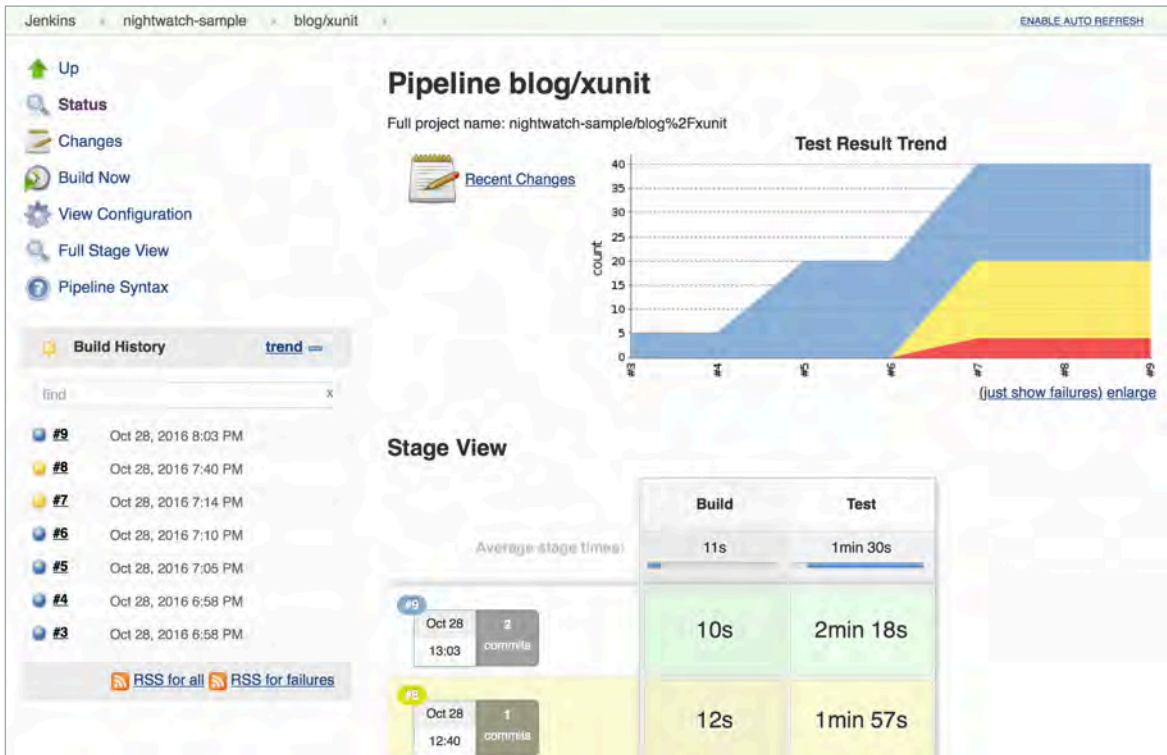 Jenkins nightwatch-sample blog/xunit
ENABLE AUTO REFRESH
Up
Status
Changes
Build Now
View Configuration
Full Stage View
Pipeline Syntax
Build History trend
find x
#9 Oct 28, 2016 8:03 PM
#8 Oct 28, 2016 7:40 PM
#7 Oct 28, 2016 7:14 PM
#6 Oct 28, 2016 7:10 PM
#5 Oct 28, 2016 7:05 PM
#4 Oct 28, 2016 6:58 PM
#3 Oct 28, 2016 6:58 PM
RSS for all RSS for failures
Pipeline blog/xunit
Full project name: nightwatch-sample/blog%2Fxunit
Recent Changes
Test Result Trend
40
35
30
25
20
15
10
5
0
count
#3 #4 #5 #6 #7 #8 #9
(just show failures) enlarge
Stage View
Build Test
Average stage times: 11s 1min 30s
#9
Oct 28
13:03
2
commits
10s 2min 18s
#8
Oct 28
12:40
1
commits
12s 1min 57s